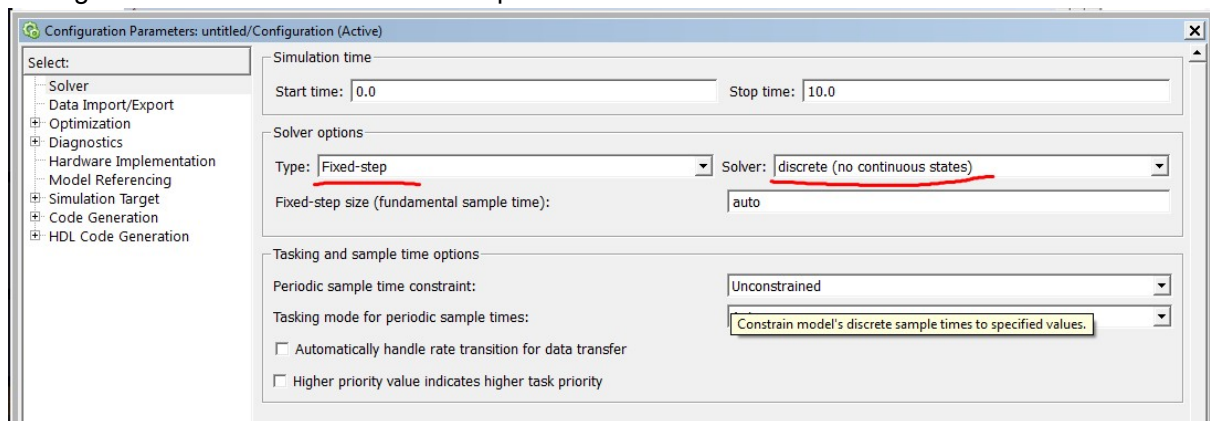 Configuration Parameters: untitled/Configuration (Active)
Select:
Solver
Data Import/Export
Optimization
Diagnostics
Hardware Implementation
Model Referencing
Simulation Target
Code Generation
HDL Code Generation
Simulation time
Start time: 0.0 Stop time: 10.0
Solver options
Type: Fixed-step Solver: discrete (no continuous states)
Fixed-step size (fundamental sample time): auto
Tasking and sample time options
Periodic sample time constraint: Unconstrained
Tasking mode for periodic sample times:
Constrain model's discrete sample times to specified values.
Automatically handle rate transition for data transfer
Higher priority value indicates higher task priority